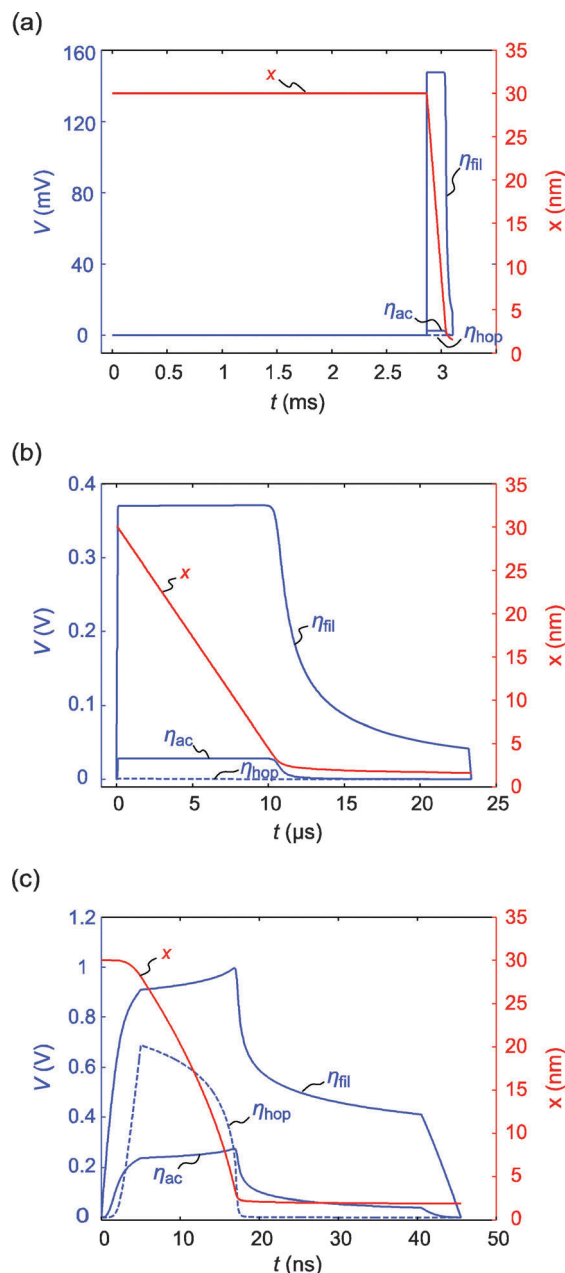 (a)
160
120
80
40
0
V (mV)
x
ηfil
ηac
ηhop
35
30
25
20
15
10
5
0
x (nm)
0 0.5 1 1.5 2 2.5 3
t (ms)
(b)
0.4
0.3
0.2
0.1
0
V (V)
x
ηfil
ηac
ηhop
35
30
25
20
15
10
5
0
x (nm)
0 5 10 15 20 25
t (μs)
(c)
1.2
1
0.8
0.6
0.4
0.2
0
V (V)
x
ηfil
ηhop
ηac
35
30
25
20
15
10
5
0
x (nm)
0 10 20 30 40 50
t (ns)